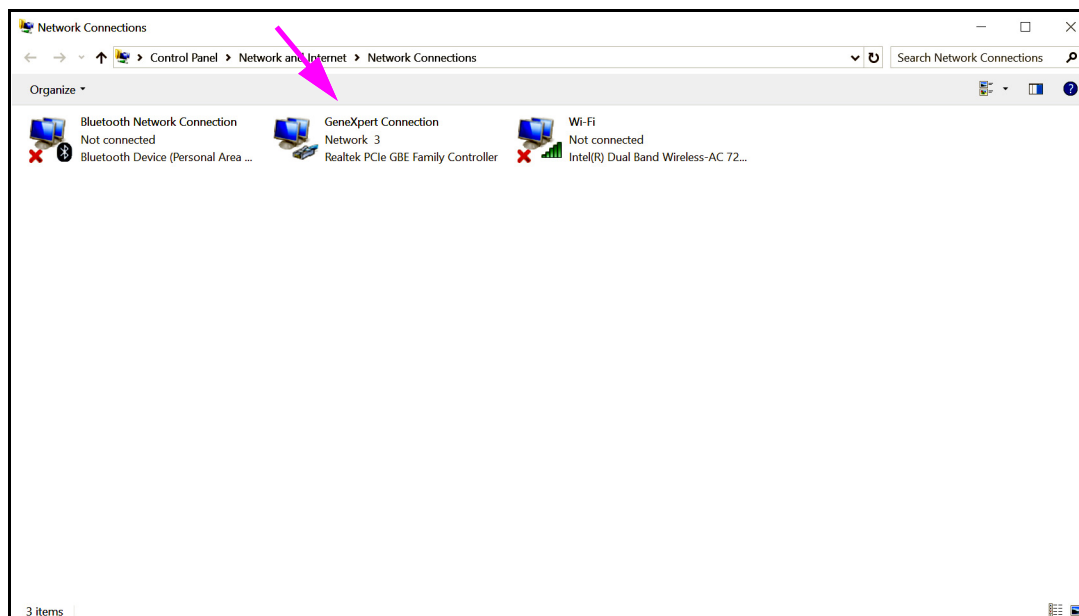 Network Connections
Control Panel > Network and Internet > Network Connections
Search Network Connections
Organize
Bluetooth Network Connection
Not connected
Bluetooth Device (Personal Area ...
GeneXpert Connection
Network 3
Realtek PCIe GBE Family Controller
Wi-Fi
Not connected
Intel(R) Dual Band Wireless-AC 72...
3 items